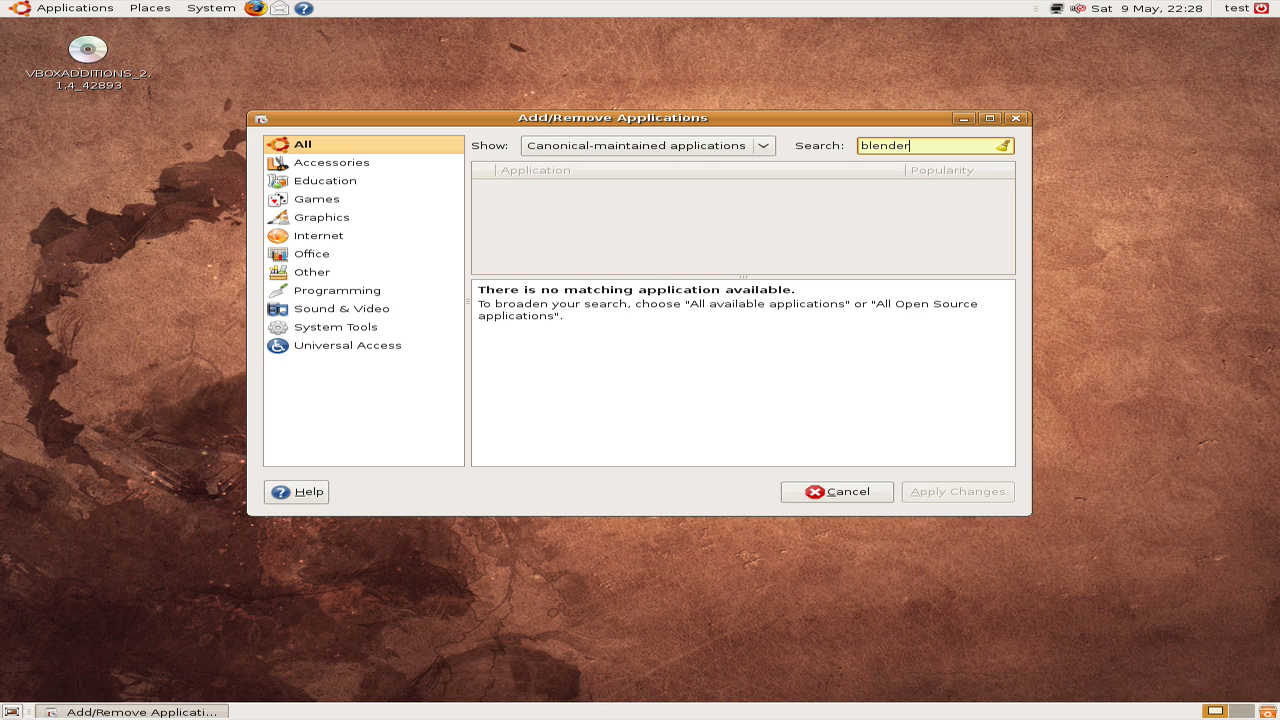 Applications Places System
Sat 9 May, 22:28
test
VBOXADDITIONS_2.
1.4_42893
Add/Remove Applications
All
Accessories
Education
Games
Graphics
Internet
Office
Other
Programming
Sound & Video
System Tools
Universal Access
Show: Canonical-maintained applications Search: blender
Application Popularity
There is no matching application available.
To broaden your search, choose "All available applications" or "All Open Source
applications".
Help Cancel Apply Changes
Add/Remove Applicati...